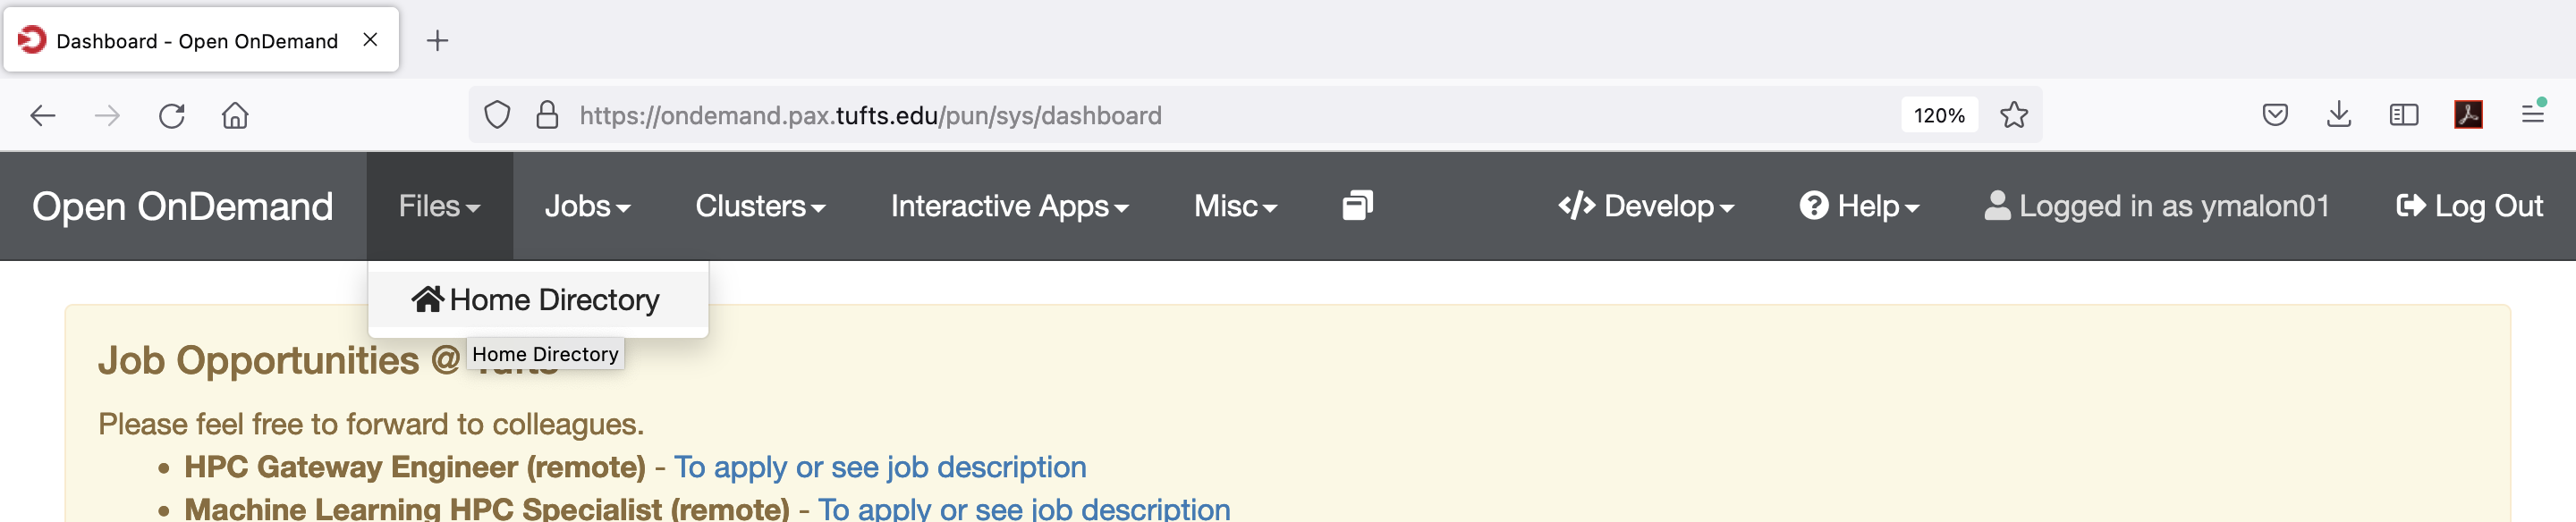 Dashboard - Open OnDemand
https://ondemand.pax.tufts.edu/pun/sys/dashboard 120%
Open OnDemand Files Jobs Clusters Interactive Apps Misc </> Develop Help Logged in as ymalon01 Log Out
Home Directory
Home Directory
Job Opportunities @ Tufts
Please feel free to forward to colleagues.
• HPC Gateway Engineer (remote) - To apply or see job description
• Machine Learning HPC Specialist (remote) - To apply or see job description